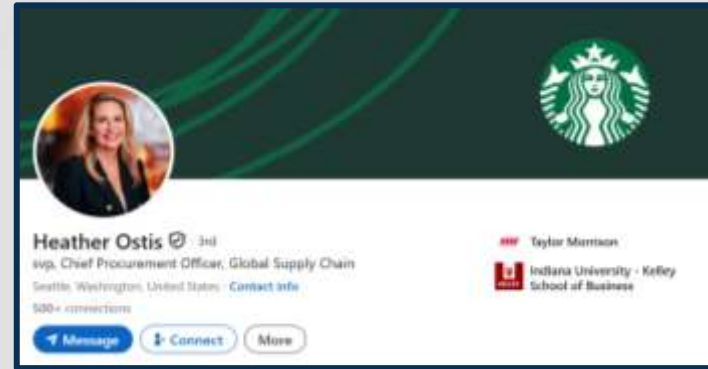 Heather Ostis 3rd
svp, Chief Procurement Officer, Global Supply Chain
Seattle, Washington, United States · Contact info
500+ connections
Message
Connect
More
Taylor Morrison
KELLEY
Indiana University - Kelley
School of Business